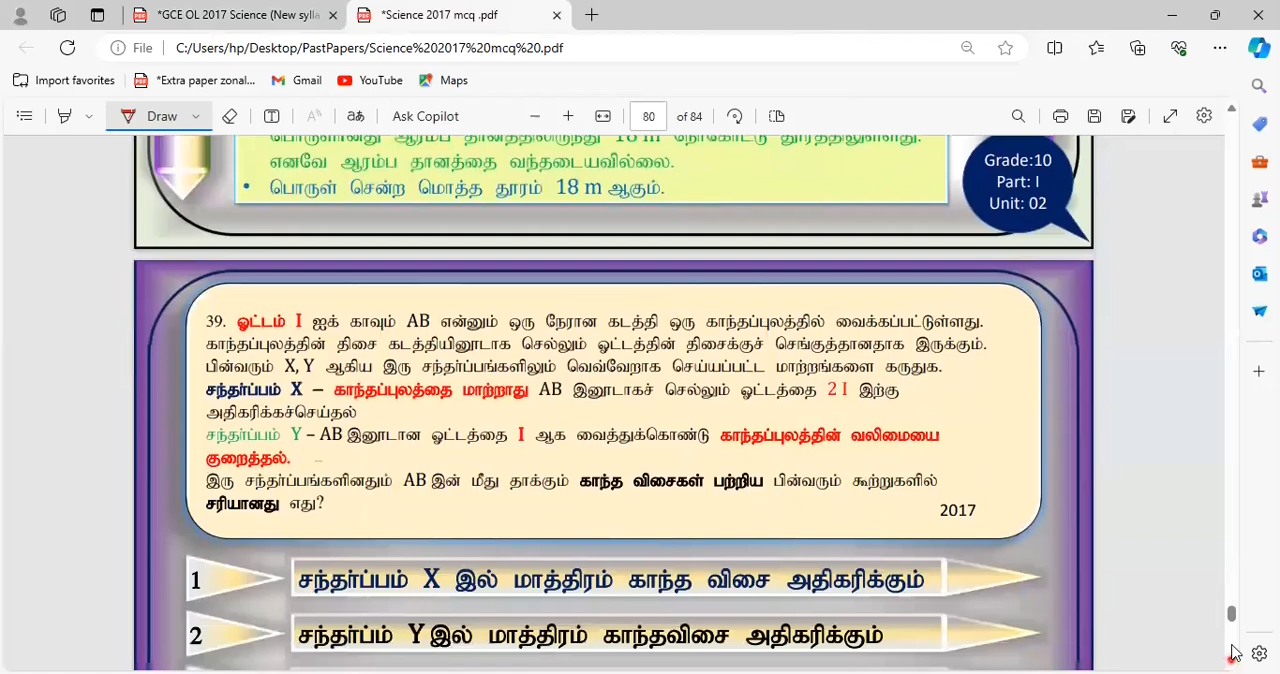 *GCE OL 2017 Science (New sylla
*Science 2017 mcq .pdf
File
C:/Users/hp/Desktop/PastPapers/Science%202017%20mcq%20.pdf
Import favorites
*Extra paper zonal...
Gmail
YouTube
Maps
Draw
Ask Copilot
80
of 84
பொருளானது ஆரம்ப தானத்திலிருந்து 18 m நேர்கோட்டு தூரத்திலுள்ளது.
எனவே ஆரம்ப தானத்தை வந்தடையவில்லை.
• பொருள் சென்ற மொத்த தூரம் 18 m ஆகும்.
Grade:10
Part: I
Unit: 02
39. ஓட்டம் I ஐக் காவும் AB என்னும் ஒரு நேரான கடத்தி ஒரு காந்தப்புலத்தில் வைக்கப்பட்டுள்ளது.
காந்தப்புலத்தின் திசை கடத்தியினூடாக செல்லும் ஓட்டத்தின் திசைக்குச் செங்குத்தானதாக இருக்கும்.
பின்வரும் X, Y ஆகிய இரு சந்தர்ப்பங்களிலும் வெவ்வேறாக செய்யப்பட்ட மாற்றங்களை கருதுக.
சந்தர்ப்பம் X – காந்தப்புலத்தை மாற்றாது AB இனூடாகச் செல்லும் ஓட்டத்தை 2 I இற்கு
அதிகரிக்கச்செய்தல்
சந்தர்ப்பம் Y – AB இனூடான ஓட்டத்தை I ஆக வைத்துக்கொண்டு காந்தப்புலத்தின் வலிமையை
குறைத்தல்.
இரு சந்தர்ப்பங்களினதும் AB இன் மீது தாக்கும் காந்த விசைகள் பற்றிய பின்வரும் கூற்றுகளில்
சரியானது எது?
2017
1 சந்தர்ப்பம் X இல் மாத்திரம் காந்த விசை அதிகரிக்கும்
2 சந்தர்ப்ம் Y இல் மாத்திரம் காந்தவிசை அதிகரிக்கும்